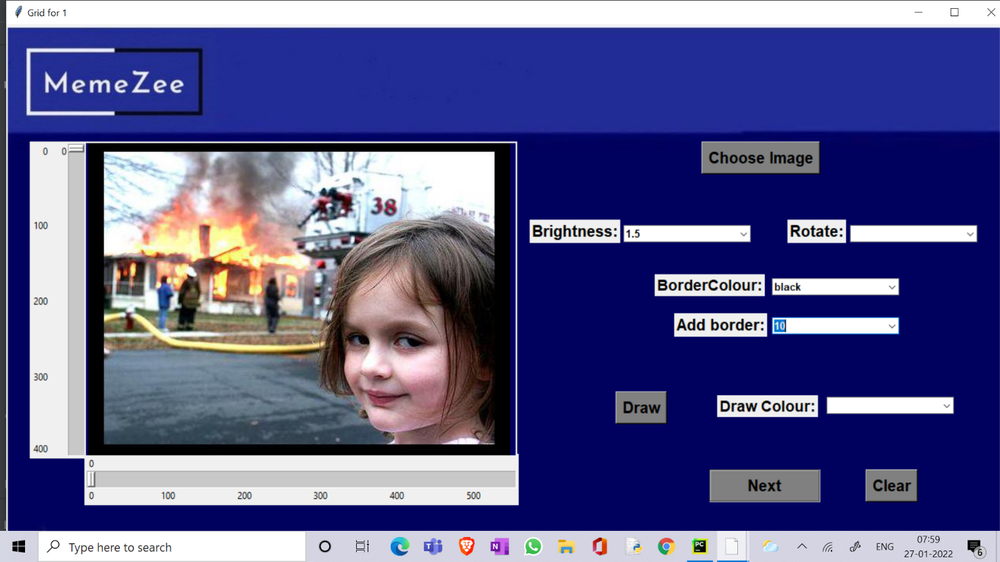 Grid for 1
MemeZee
Choose Image
0 0
38
100
Brightness: 1.5 Rotate:
BorderColour: black
200
Add border: 10
300
Draw Draw Colour:
400
0
Next Clear
0 100 200 300 400 500
Type here to search
PC
ENG
07:59
27-01-2022
6